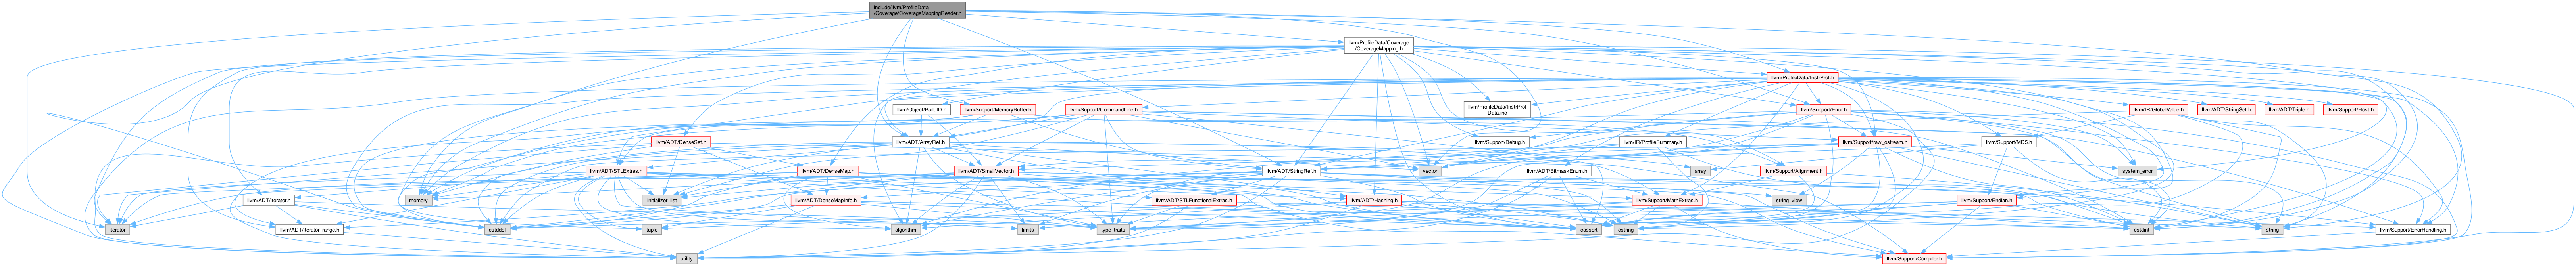 include/llvm/ProfileData
/Coverage/CoverageMappingReader.h
llvm/ProfileData/Coverage
/CoverageMapping.h
llvm/ProfileData/InstrProf.h
llvm/Object/BuildID.h
llvm/Support/MemoryBuffer.h
llvm/Support/CommandLine.h
llvm/ProfileData/InstrProf
Data.inc
llvm/Support/Error.h
llvm/IR/GlobalValue.h
llvm/ADT/StringSet.h
llvm/ADT/Triple.h
llvm/Support/Host.h
llvm/ADT/DenseSet.h
llvm/ADT/ArrayRef.h
llvm/Support/Debug.h
llvm/IR/ProfileSummary.h
llvm/Support/raw_ostream.h
llvm/Support/MD5.h
llvm/ADT/STLExtras.h
llvm/ADT/DenseMap.h
llvm/ADT/SmallVector.h
llvm/ADT/StringRef.h
vector
llvm/ADT/BitmaskEnum.h
array
llvm/Support/Alignment.h
system_error
llvm/ADT/iterator.h
memory
initializer_list
llvm/ADT/DenseMapInfo.h
llvm/ADT/STLFunctionalExtras.h
llvm/ADT/Hashing.h
llvm/Support/MathExtras.h
string_view
llvm/Support/Endian.h
iterator
llvm/ADT/iterator_range.h
cstddef
tuple
algorithm
limits
type_traits
cassert
cstring
cstdint
string
llvm/Support/ErrorHandling.h
utility
llvm/Support/Compiler.h